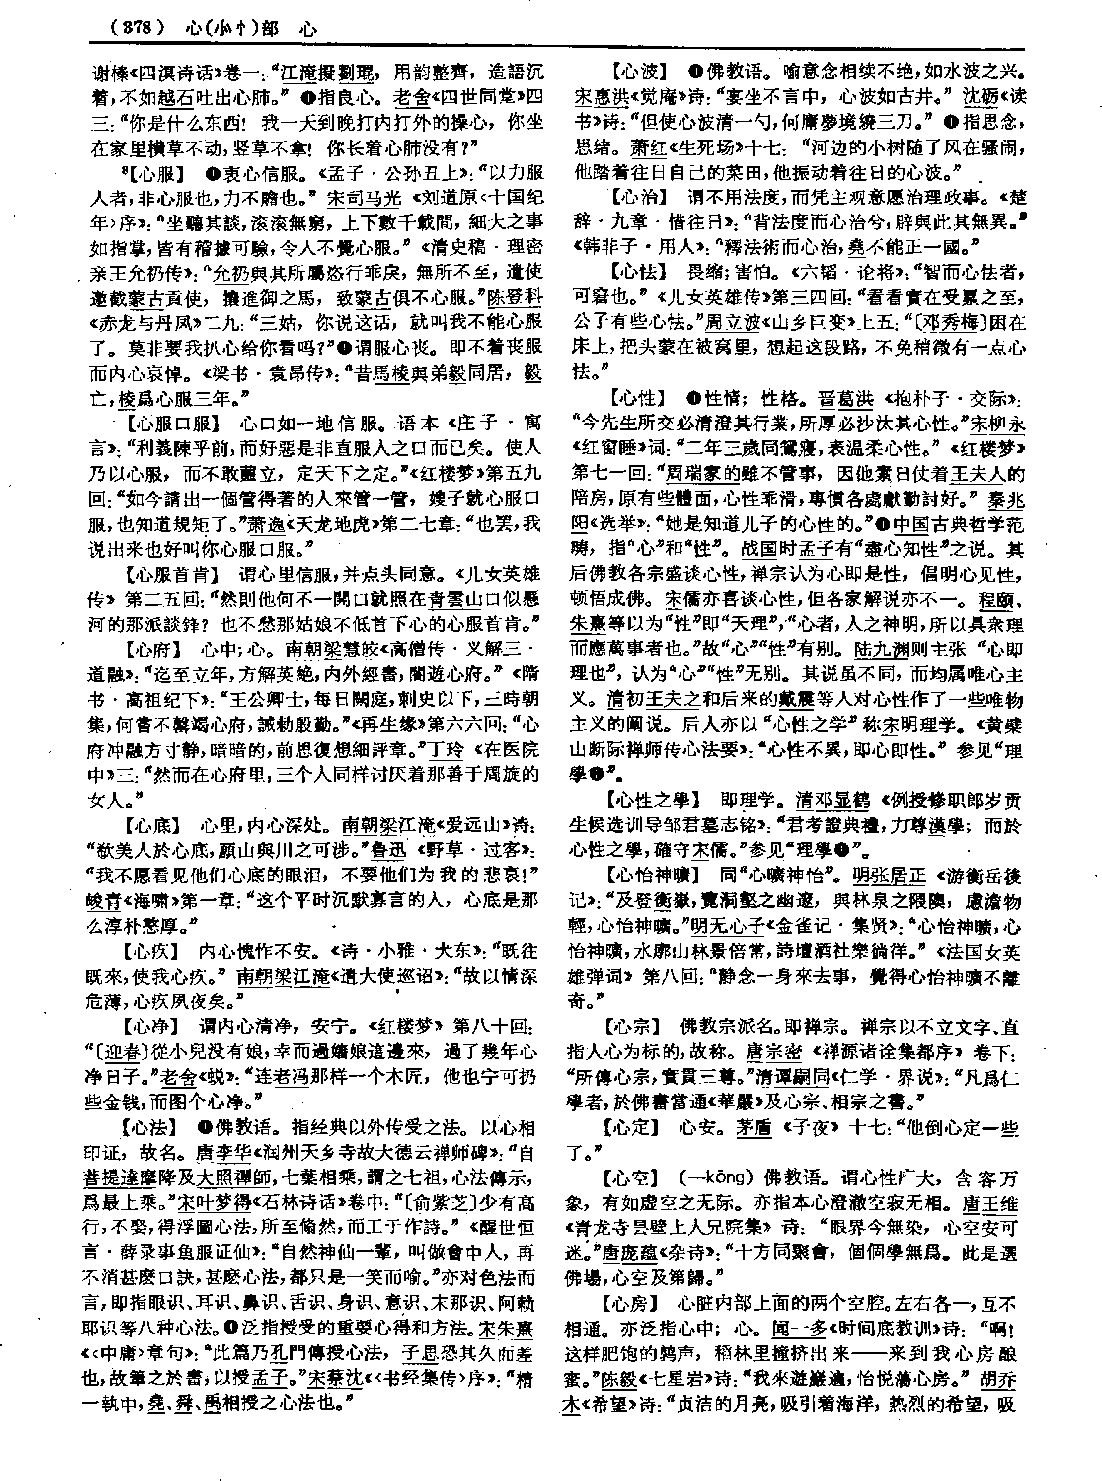 （378） 心(小忄)部 心
谢榛《四溟诗话》卷一：“江淹擬劉琨，用韵整齊，造語沉
着，不如越石吐出心肺。”❷指良心。老舍《四世同堂》四
三：“你是什么东西！我一天到晚打内打外的操心，你坐
在家里横草不动，竖草不拿！你长着心肺没有？”
【心服】 ❶衷心信服。《孟子·公孙丑上》：“以力服
人者，非心服也，力不贍也。”宋司马光《刘道原〈十国纪
年〉序》：“坐聽其談，滚滚無窮，上下數千載間，細大之事
如指掌，皆有稽據可驗，令人不覺心服。”《清史稿·理密
亲王允礽传》：“允礽與其所屬恣行乖戾，無所不至，遣使
邀截蒙古貢使，攘進御之馬，致蒙古俱不心服。”陈登科
《赤龙与丹凤》二九：“三姑，你说这话，就叫我不能心服
了。莫非要我扒心给你看吗？”❷谓服心丧。即不着丧服
而内心哀悼。《梁书·袁昂传》：“昔馬棱與弟毅同居，毅
亡，棱爲心服三年。”
【心服口服】 心口如一地信服。语本《庄子·寓
言》：“利義陳乎前，而好惡是非直服人之口而已矣。使人
乃以心服，而不敢蘁立，定天下之定。”《红楼梦》第五九
回：“如今請出一個管得著的人來管一管，嫂子就心服口
服，也知道規矩了。”萧逸《天龙地虎》第二七章：“也罢，我
说出来也好叫你心服口服。”
【心服首肯】 谓心里信服，并点头同意。《儿女英雄
传》第二五回：“然則他何不一開口就照在青雲山口似懸
河的那派談鋒？也不愁那姑娘不低首下心的心服首肯。”
【心府】 心中；心。南朝梁慧皎《高僧传·义解三·
道融》：“迄至立年，方解英絶，内外經書，闇遊心府。”《隋
书·高祖纪下》：“王公卿士，每日闕庭，刺史以下，三時朝
集，何嘗不罄竭心府，誡勑殷勤。”《再生缘》第六六回：“心
府冲融方寸静，暗暗的，前思復想細評章。”丁玲《在医院
中》三：“然而在心府里，三个人同样讨厌着那善于周旋的
女人。”
【心底】 心里，内心深处。南朝梁江淹《爱远山》诗：
“欷美人於心底，願山與川之可涉。”鲁迅《野草·过客》：
“我不愿看见他们心底的眼泪，不要他们为我的悲哀！”
峻青《海啸》第一章：“这个平时沉默寡言的人，心底是那
么淳朴憨厚。”
【心疚】 内心愧怍不安。《诗·小雅·大东》：“既往
既來，使我心疚。”南朝梁江淹《遣大使巡诏》：“故以情深
危薄，心疚夙夜矣。”
【心净】 谓内心清净，安宁。《红楼梦》第八十回：
“〔迎春〕從小兒没有娘，幸而過嬸娘這邊來，過了幾年心
净日子。”老舍《蜕》：“连老冯那样一个木匠，他也宁可扔
些金钱，而图个心净。”
【心法】 ❶佛教语。指经典以外传受之法。以心相
印证，故名。唐李华《润州天乡寺故大德云禅师碑》：“自
菩提達摩降及大照禪師，七葉相乘，謂之七祖，心法傳示，
爲最上乘。”宋叶梦得《石林诗话》卷中：“〔俞紫芝〕少有高
行，不娶，得浮圖心法，所至翛然，而工于作詩。”《醒世恒
言·薛录事鱼服证仙》：“自然神仙一輩，叫做會中人，再
不消甚麽口訣，甚麽心法，都只是一笑而喻。”亦对色法而
言，即指眼识、耳识、鼻识、舌识、身识、意识、末那识、阿赖
耶识等八种心法。❷泛指授受的重要心得和方法。宋朱熹
《〈中庸〉章句》：“此篇乃孔門傳授心法，子思恐其久而差
也，故筆之於書，以授孟子。”宋蔡沈《〈书经集传〉序》：“精
一執中，堯、舜、禹相授之心法也。”
【心波】 ❶佛教语。喻意念相续不绝，如水波之兴。
宋惠洪《觉庵》诗：“宴坐不言中，心波如古井。”沈砺《读
书》诗：“但使心波清一勺，何庸夢境繞三刀。”❷指思念，
思绪。萧红《生死场》十七：“河边的小树随了风在骚闹，
他踏着往日自己的菜田，他振动着往日的心波。”
【心治】 谓不用法度，而凭主观意愿治理政事。《楚
辞·九章·惜往日》：“背法度而心治兮，辟與此其無異。”
《韩非子·用人》：“釋法術而心治，堯不能正一國。”
【心怯】 畏缩；害怕。《六韬·论将》：“智而心怯者，
可窘也。”《儿女英雄传》第三四回：“看看實在受累之至，
公子有些心怯。”周立波《山乡巨变》上五：“〔邓秀梅〕困在
床上，把头蒙在被窝里，想起这段路，不免稍微有一点心
怯。”
【心性】 ❶性情；性格。晋葛洪《抱朴子·交际》：
“今先生所交必清澄其行業，所厚必沙汰其心性。”宋柳永
《红窗睡》词：“二年三歲同鴛寢，表温柔心性。”《红楼梦》
第七一回：“周瑞家的雖不管事，因他素日仗着王夫人的
陪房，原有些體面，心性乖滑，專慣各處獻勤討好。”秦兆
阳《选举》：“她是知道儿子的心性的。”❷中国古典哲学范
畴，指“心”和“性”。战国时孟子有“盡心知性”之说。其
后佛教各宗盛谈心性，禅宗认为心即是性，倡明心见性，
顿悟成佛。宋儒亦喜谈心性，但各家解说亦不一。程颐、
朱熹等以为“性”即“天理”，“心者，人之神明，所以具衆理
而應萬事者也。”故“心”“性”有别。陆九渊则主张“心即
理也”，认为“心”“性”无别。其说虽不同，而均属唯心主
义。清初王夫之和后来的戴震等人对心性作了一些唯物
主义的阐说。后人亦以“心性之学”称宋明理学。《黄檗
山断际禅师传心法要》：“心性不異，即心即性。”参见“理
學❷”。
【心性之學】 即理学。清邓显鹤《例授修职郎岁贡
生候选训导邹君墓志铭》：“君考證典禮，力尊漢學；而於
心性之學，確守宋儒。”参见“理學❷”。
【心怡神曠】 同“心曠神怡”。明张居正《游衡岳後
记》：“及登衡嶽，覽洞壑之幽邃，與林泉之隈隩，慮澹物
輕，心怡神曠。”明无心子《金雀记·集贤》：“心怡神曠，心
怡神曠，水廓山林景倍常，詩壇酒社樂徜徉。”《法国女英
雄弹词》第八回：“静念一身來去事，覺得心怡神曠不離
奇。”
【心宗】 佛教宗派名。即禅宗。禅宗以不立文字、直
指人心为标的，故称。唐宗密《禅源诸诠集都序》卷下：
“所傳心宗，實貫三尊。”清谭嗣同《仁学·界说》：“凡爲仁
學者，於佛書當通《華嚴》及心宗、相宗之書。”
【心定】 心安。茅盾《子夜》十七：“他倒心定一些
了。”
【心空】 （—kōng）佛教语。谓心性广大，含容万
象，有如虚空之无际。亦指本心澄澈空寂无相。唐王维
《青龙寺昙壁上人兄院集》诗：“眼界今無染，心空安可
迷。”唐庞蕴《杂诗》：“十方同聚會，個個學無爲。此是選
佛場，心空及第歸。”
【心房】 心脏内部上面的两个空腔。左右各一，互不
相通。亦泛指心中；心。闻一多《时间底教训》诗：“啊！
这样肥饱的鹑声，稻林里撞挤出来——来到我心房酿
蜜。”陈毅《七星岩》诗：“我來遊巖邊，怡悦蕩心房。”胡乔
木《希望》诗：“贞洁的月亮，吸引着海洋，热烈的希望，吸